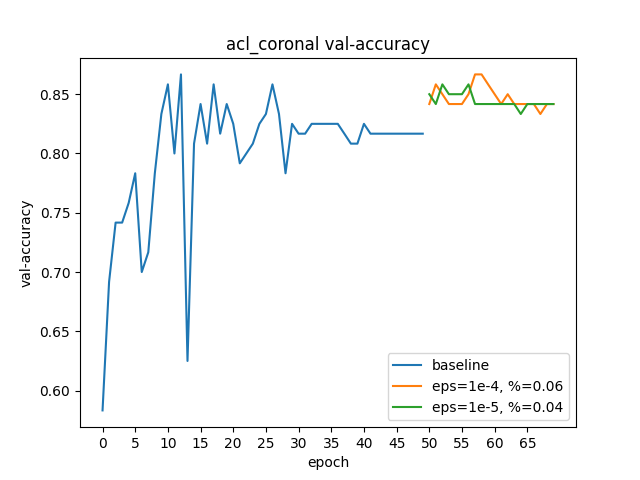 acl_coronal val-accuracy
val-accuracy
0.85
0.80
0.75
0.70
0.65
0.60
baseline
eps=1e-4, %=0.06
eps=1e-5, %=0.04
0 5 10 15 20 25 30 35 40 45 50 55 60 65
epoch